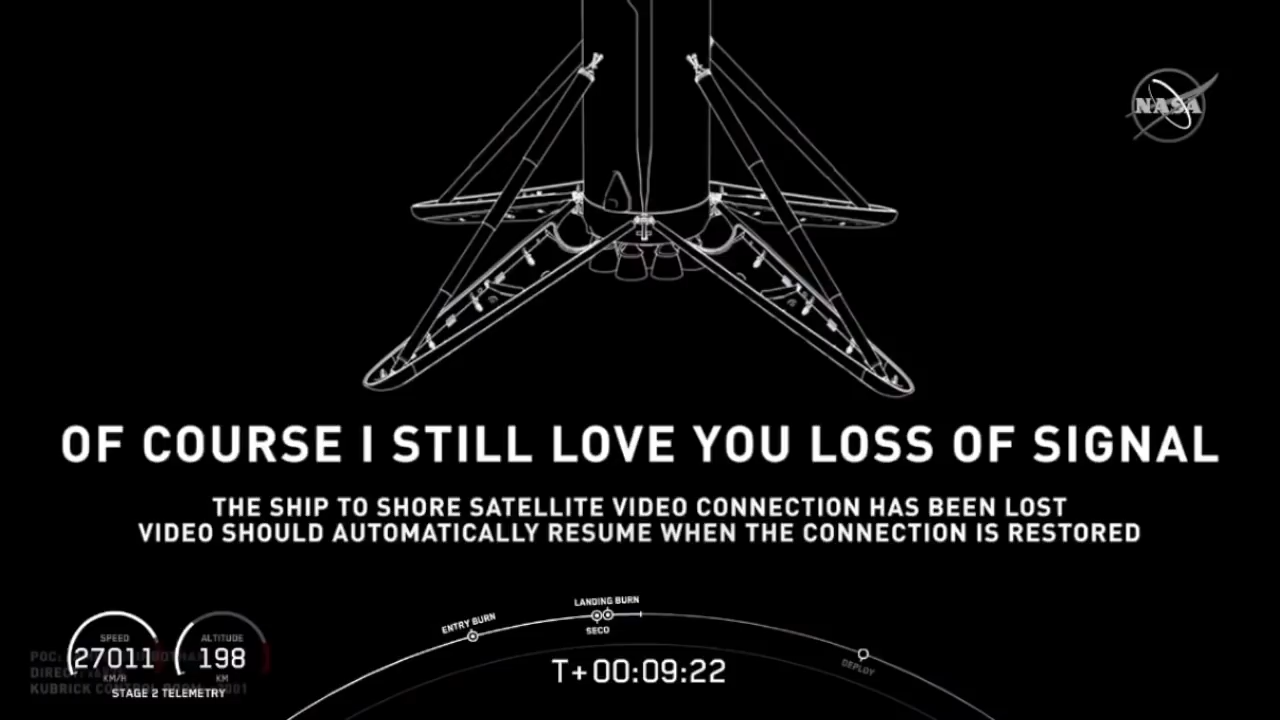 NASA
OF COURSE I STILL LOVE YOU LOSS OF SIGNAL
THE SHIP TO SHORE SATELLITE VIDEO CONNECTION HAS BEEN LOST
VIDEO SHOULD AUTOMATICALLY RESUME WHEN THE CONNECTION IS RESTORED
ENTRY BURN
LANDING BURN
SECO
DEPLOY
SPEED
27011
KM/H
ALTITUDE
198
KM
STAGE 2 TELEMETRY
T+00:09:22
POC:
KUBRICK